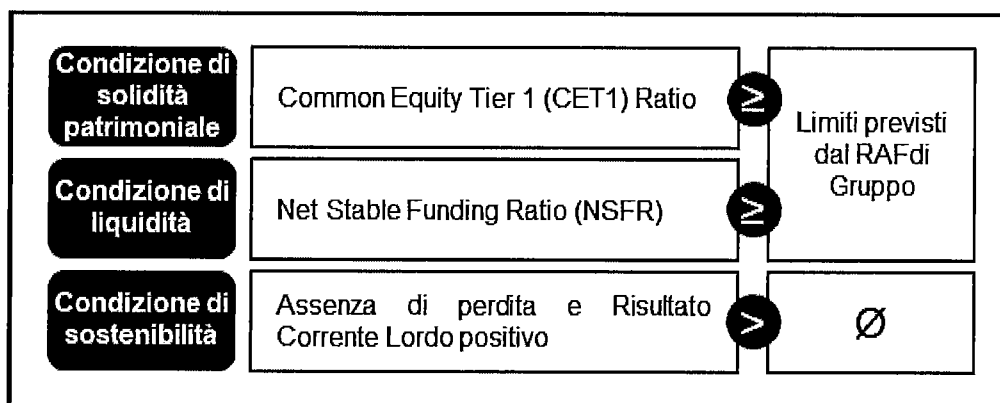 Condizione di
solidità
patrimoniale
Common Equity Tier 1 (CET1) Ratio
≥
Limiti previsti
dal RAFdi
Gruppo
Condizione di
liquidità
Net Stable Funding Ratio (NSFR)
≥
Condizione di
sostenibilità
Assenza di perdita e Risultato
Corrente Lordo positivo
>
Ø